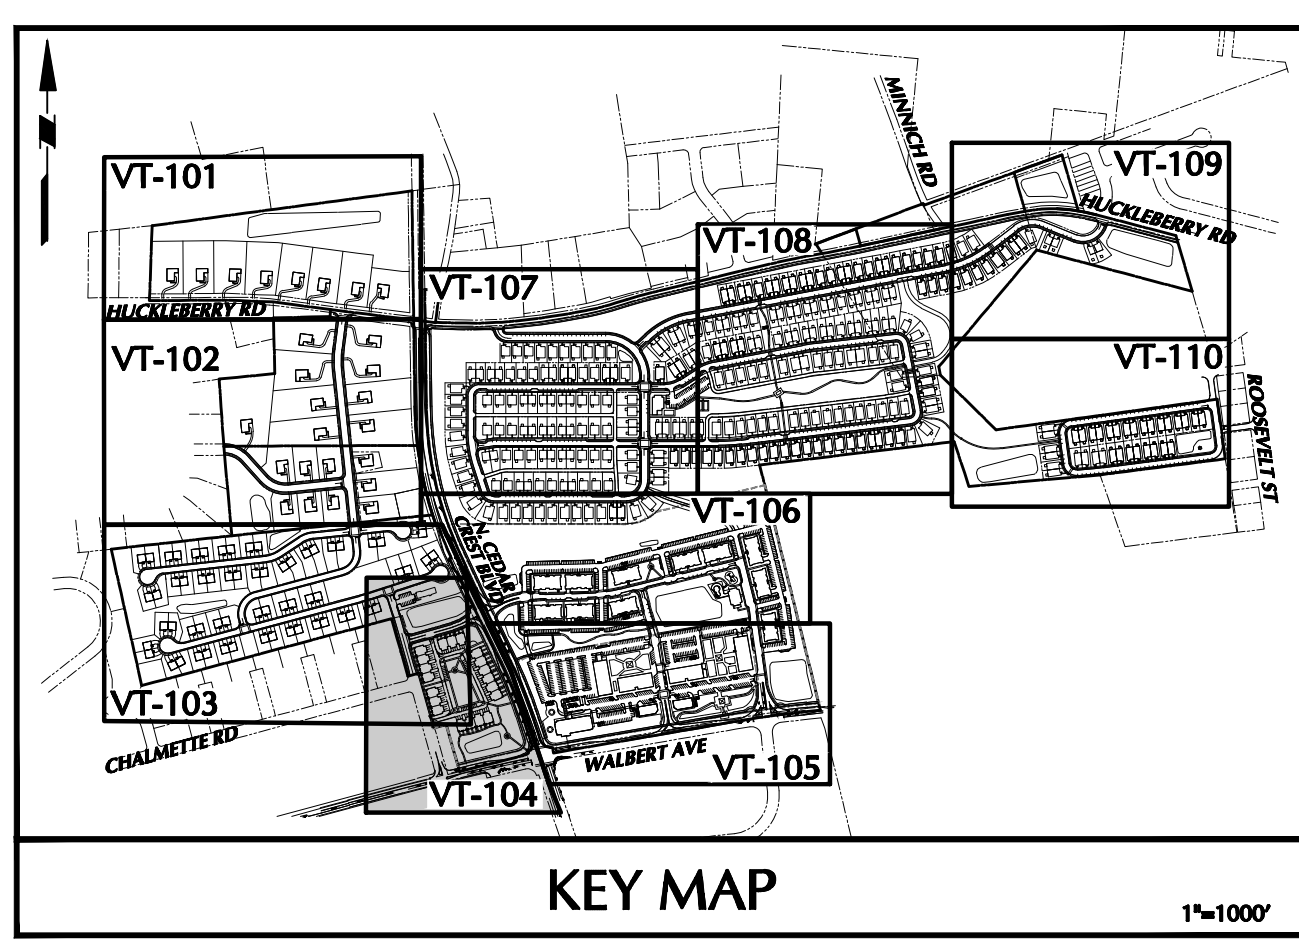 MINNICH RD
VT-101
VT-109
HUCKLEBERRY RD
VT-108
VT-107
HUCKLEBERRY RD
VT-102
VT-110
ROOSEVELT ST
VT-106
N. CEDAR
CREST BLVD
VT-103
CHALMETTE RD
WALBERT AVE
VT-105
VT-104
KEY MAP
1"=1000'